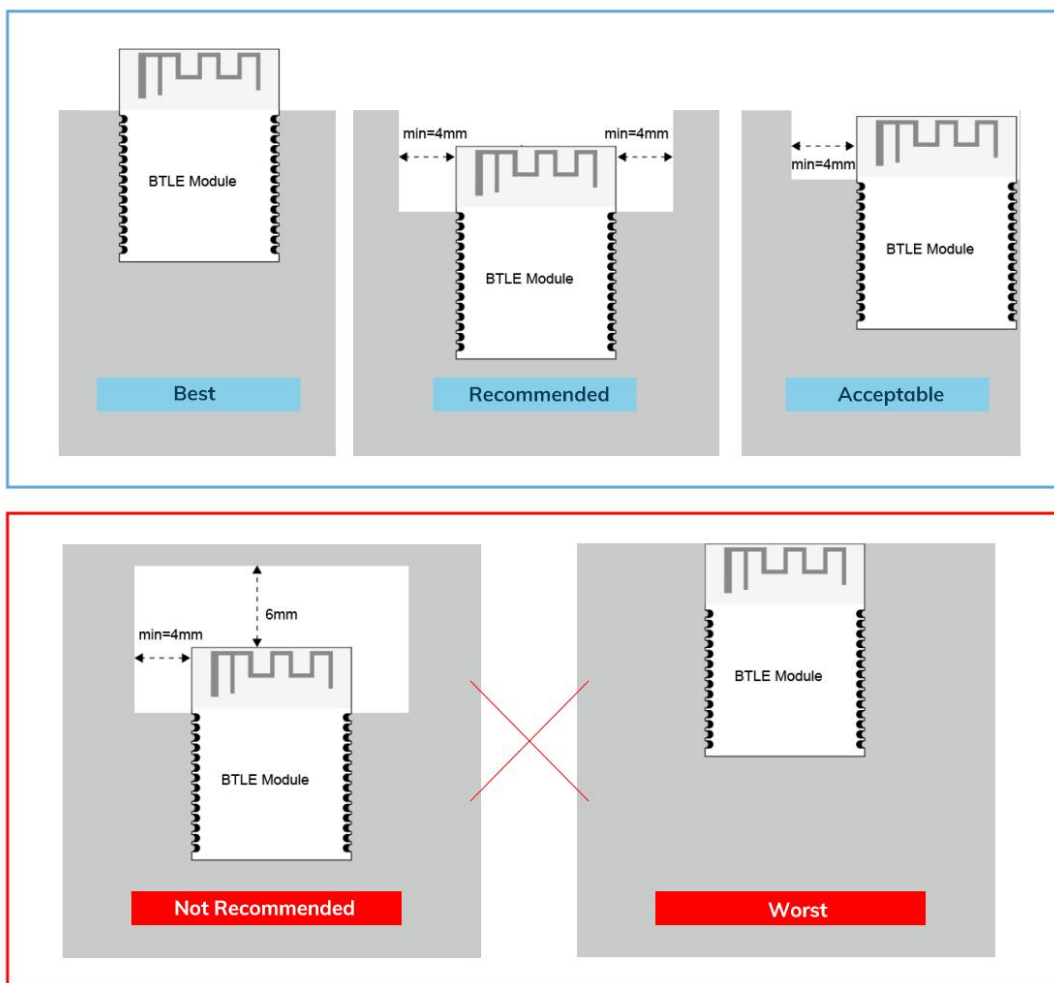 BTLE Module
Best
min=4mm
min=4mm
BTLE Module
Recommended
min=4mm
BTLE Module
Acceptable
6mm
min=4mm
BTLE Module
Not Recommended
BTLE Module
Worst